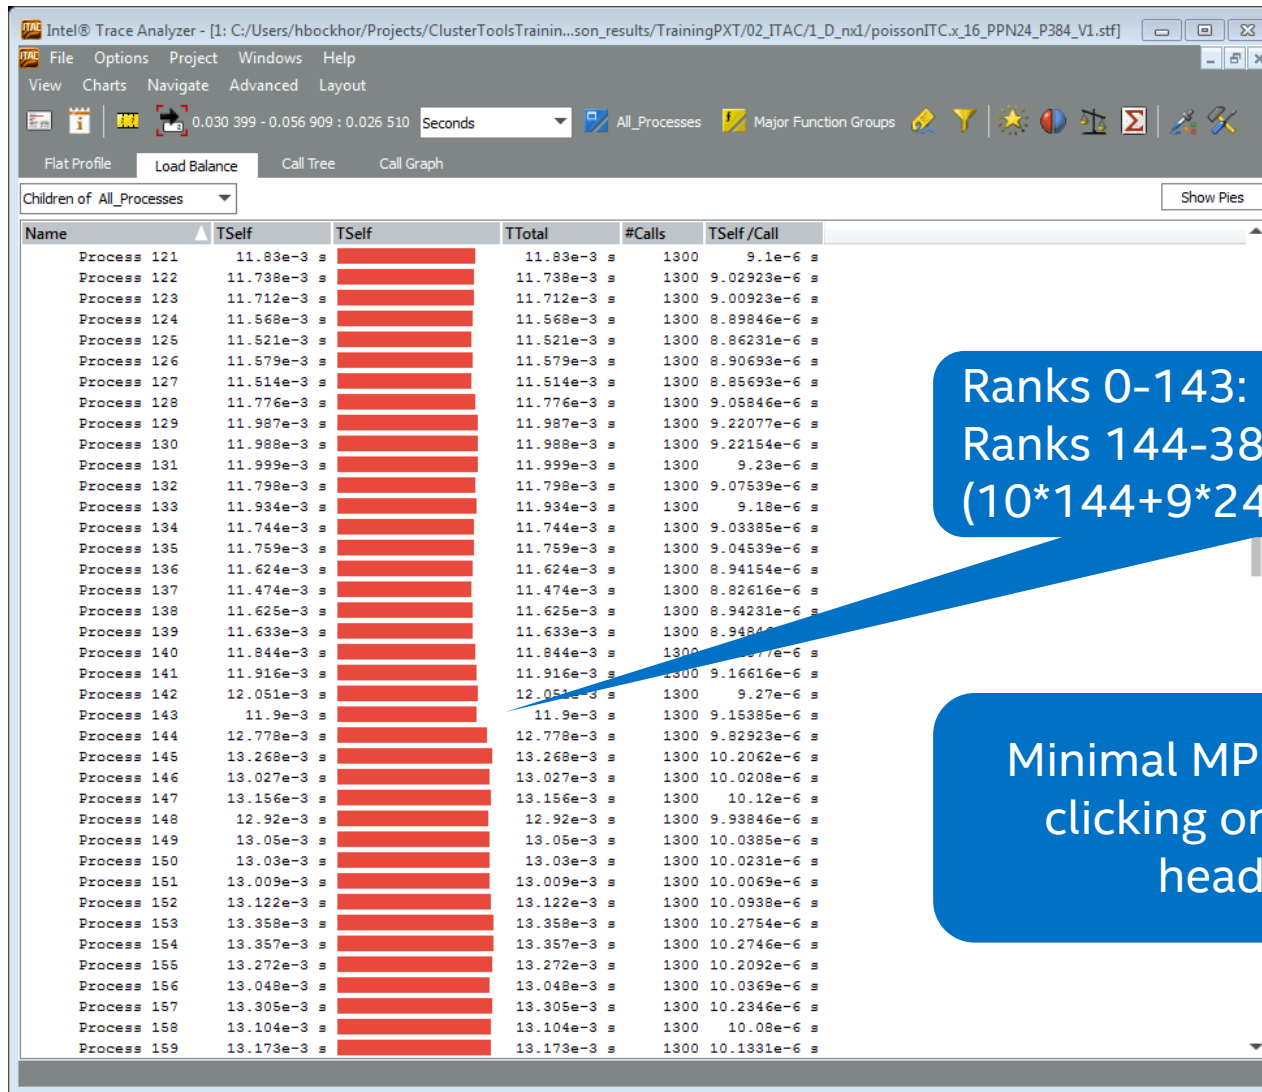 Intel® Trace Analyzer - [1: C:/Users/hbockhor/Projects/ClusterToolsTrainin...son_results/TrainingPXT/02_ITAC/1_D_nx1/poissonITC.x_16_PPN24_P384_V1.stf]
File Options Project Windows Help
View Charts Navigate Advanced Layout
0.030 399 - 0.056 909 : 0.026 510 Seconds All_Processes Major Function Groups
Flat Profile Load Balance Call Tree Call Graph
Children of All_Processes Show Pies
Name TSelf TSelf TTotal #Calls TSelf /Call
Process 121 11.83e-3 s 11.83e-3 s 1300 9.1e-6 s
Process 122 11.738e-3 s 11.738e-3 s 1300 9.02923e-6 s
Process 123 11.712e-3 s 11.712e-3 s 1300 9.00923e-6 s
Process 124 11.568e-3 s 11.568e-3 s 1300 8.89846e-6 s
Process 125 11.521e-3 s 11.521e-3 s 1300 8.86231e-6 s
Process 126 11.579e-3 s 11.579e-3 s 1300 8.90693e-6 s
Process 127 11.514e-3 s 11.514e-3 s 1300 8.85693e-6 s
Process 128 11.776e-3 s 11.776e-3 s 1300 9.05846e-6 s
Process 129 11.987e-3 s 11.987e-3 s 1300 9.22077e-6 s
Process 130 11.988e-3 s 11.988e-3 s 1300 9.22154e-6 s
Process 131 11.999e-3 s 11.999e-3 s 1300 9.23e-6 s
Process 132 11.798e-3 s 11.798e-3 s 1300 9.07539e-6 s
Process 133 11.934e-3 s 11.934e-3 s 1300 9.18e-6 s
Process 134 11.744e-3 s 11.744e-3 s 1300 9.03385e-6 s
Process 135 11.759e-3 s 11.759e-3 s 1300 9.04539e-6 s
Process 136 11.624e-3 s 11.624e-3 s 1300 8.94154e-6 s
Process 137 11.474e-3 s 11.474e-3 s 1300 8.82616e-6 s
Process 138 11.625e-3 s 11.625e-3 s 1300 8.94231e-6 s
Process 139 11.633e-3 s 11.633e-3 s 1300
Process 140 11.844e-3 s 11.844e-3 s 1300
Process 141 11.916e-3 s 11.916e-3 s 1300 9.16616e-6 s
Process 142 12.051e-3 s 12.051e-3 s 1300 9.27e-6 s
Process 143 11.9e-3 s 11.9e-3 s 1300 9.15385e-6 s
Process 144 12.778e-3 s 12.778e-3 s 1300 9.82923e-6 s
Process 145 13.268e-3 s 13.268e-3 s 1300 10.2062e-6 s
Process 146 13.027e-3 s 13.027e-3 s 1300 10.0208e-6 s
Process 147 13.156e-3 s 13.156e-3 s 1300 10.12e-6 s
Process 148 12.92e-3 s 12.92e-3 s 1300 9.93846e-6 s
Process 149 13.05e-3 s 13.05e-3 s 1300 10.0385e-6 s
Process 150 13.03e-3 s 13.03e-3 s 1300 10.0231e-6 s
Process 151 13.009e-3 s 13.009e-3 s 1300 10.0069e-6 s
Process 152 13.122e-3 s 13.122e-3 s 1300 10.0938e-6 s
Process 153 13.358e-3 s 13.358e-3 s 1300 10.2754e-6 s
Process 154 13.357e-3 s 13.357e-3 s 1300 10.2746e-6 s
Process 155 13.272e-3 s 13.272e-3 s 1300 10.2092e-6 s
Process 156 13.048e-3 s 13.048e-3 s 1300 10.0369e-6 s
Process 157 13.305e-3 s 13.305e-3 s 1300 10.2346e-6 s
Process 158 13.104e-3 s 13.104e-3 s 1300 10.08e-6 s
Process 159 13.173e-3 s 13.173e-3 s 1300 10.1331e-6 s
Ranks 0-143:
Ranks 144-38
(10*144+9*24
Minimal MP
clicking or
head